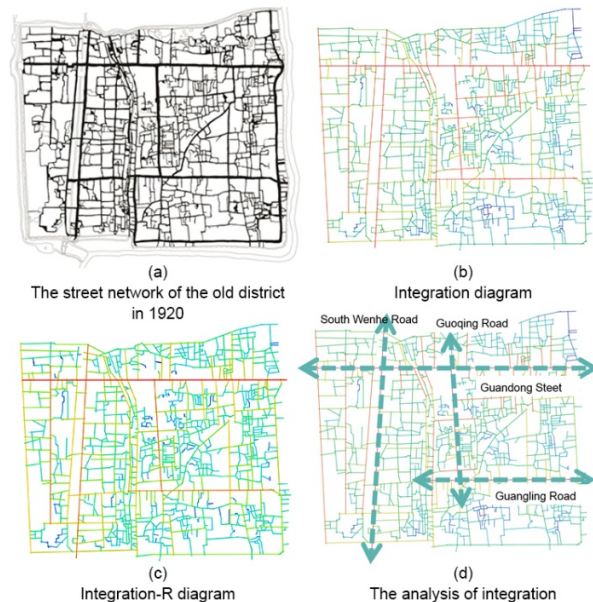 (a)
The street network of the old district
in 1920
(b)
Integration diagram
South Wenhe Road
Guoqing Road
Guandong Steet
Guangling Road
(c)
Integration-R diagram
(d)
The analysis of integration